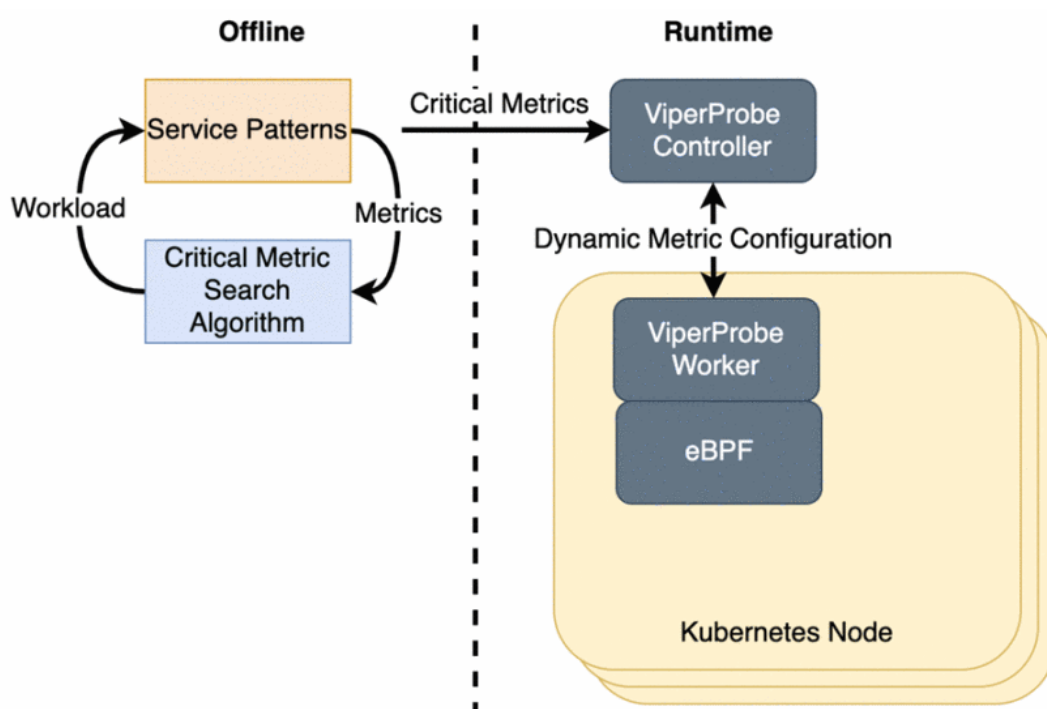 Offline
Runtime
Service Patterns
Critical Metrics
ViperProbe
Controller
Workload
Metrics
Critical Metric
Search
Algorithm
Dynamic Metric Configuration
ViperProbe
Worker
eBPF
Kubernetes Node